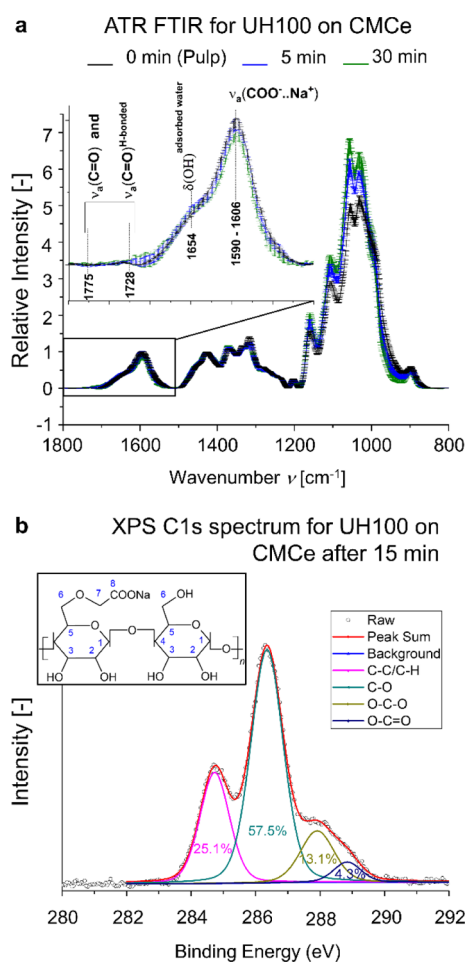 a
ATR FTIR for UH100 on CMCe
0 min (Pulp) 5 min 30 min
νa(C=O) and
νa(C=O)H-bonded
adsorbed water
δ(OH)
νa(COO-..Na+)
1775
1728
1654
1590 - 1606
Relative Intensity [-]
7
6
5
4
3
2
1
0
-1
1800 1600 1400 1200 1000 800
Wavenumber ν [cm-1]
b
XPS C1s spectrum for UH100 on
CMCe after 15 min
8
6 COONa 6 OH
O 7
5 O 5 O
4 1 O 4 1 O
3 2 3 2 n
HO OH HO OH
Raw
Peak Sum
Background
C-C/C-H
C-O
O-C-O
O-C=O
25.1%
57.5%
13.1%
4.3%
Intensity [-]
280 282 284 286 288 290 292
Binding Energy (eV)